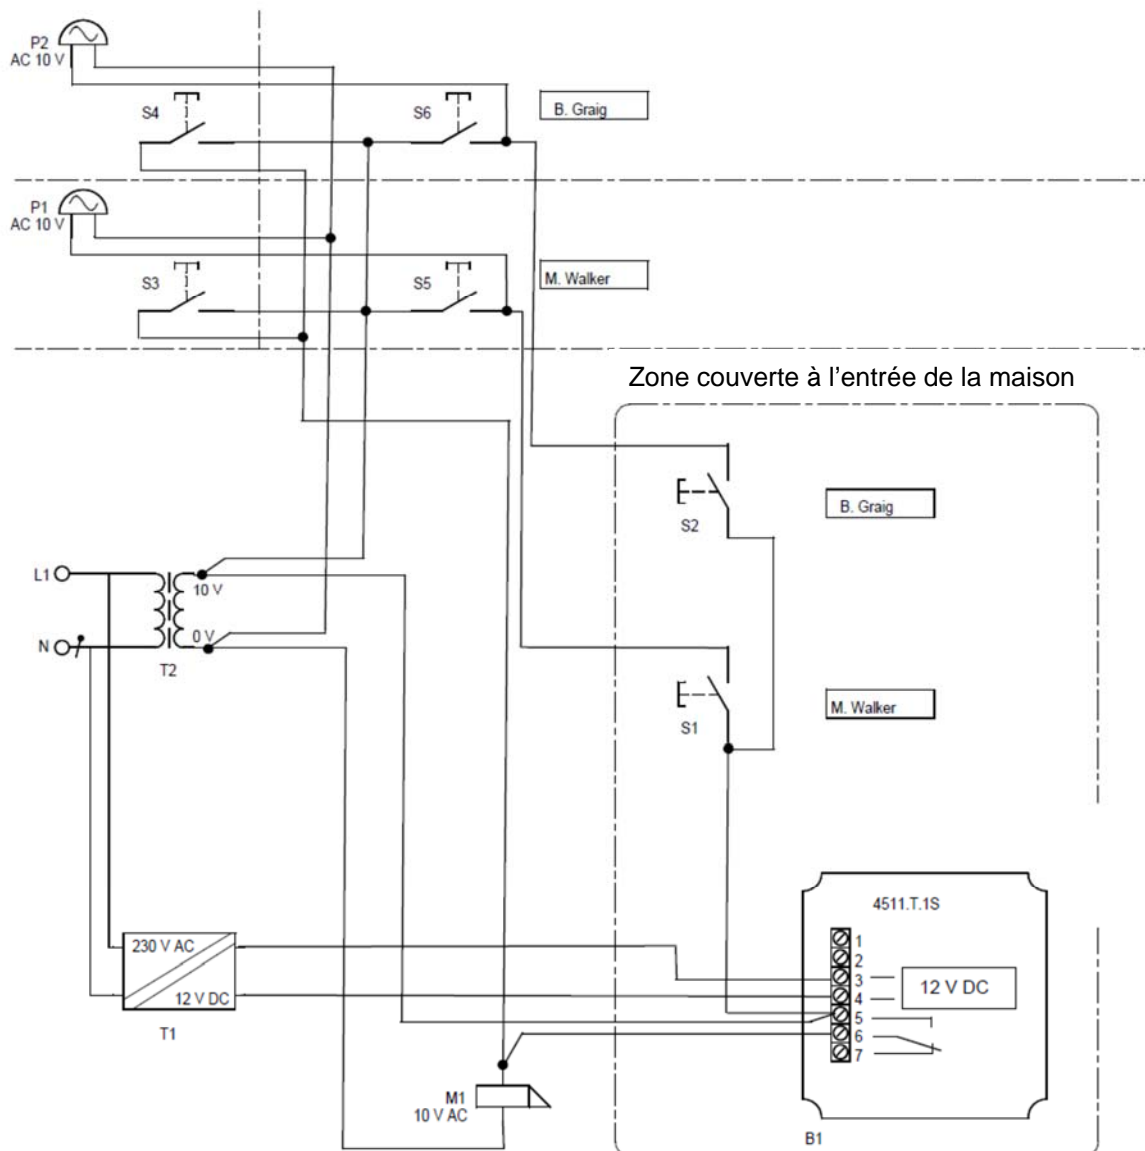 P2
AC 10 V
S4
S6
B. Graig
P1
AC 10 V
S3
S5
M. Walker
Zone couverte à l'entrée de la maison
S2
B. Graig
L1
10 V
N
0 V
T2
S1
M. Walker
4511.T.1S
230 V AC
12 V DC
T1
1
2
3
4
5
6
7
12 V DC
M1
10 V AC
B1